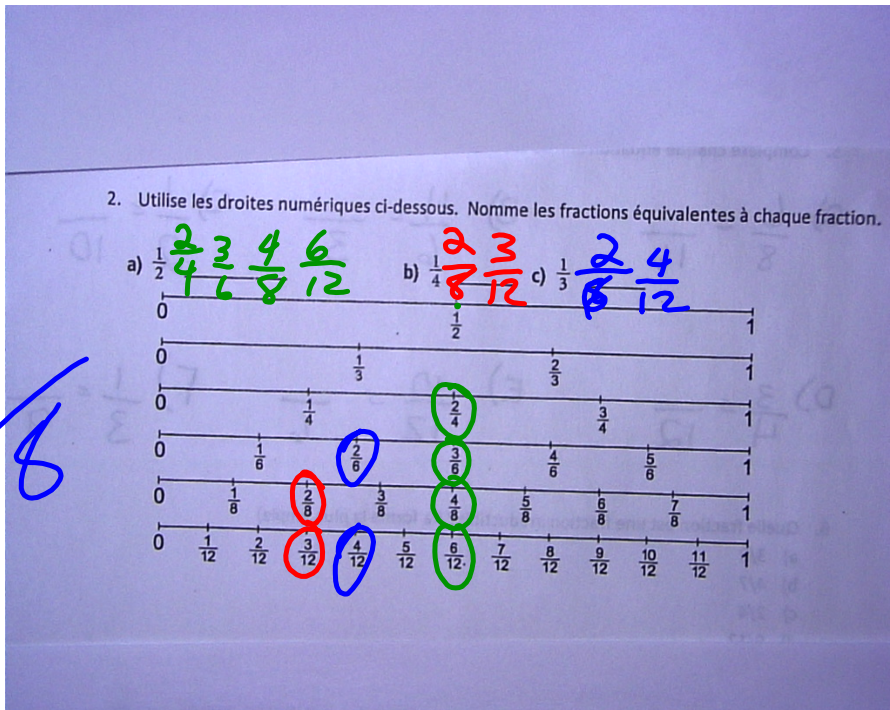 2. Utilise les droites numériques ci-dessous. Nomme les fractions équivalentes à chaque fraction.
a) 1/2 2/4 3/6 4/8 6/12 b) 1/4 2/8 3/12 c) 1/3 2/6 4/12
0 1/2 1
0 1/3 2/3 1
0 1/4 2/4 3/4 1
0 1/6 2/6 3/6 4/6 5/6 1
0 1/8 2/8 3/8 4/8 5/8 6/8 7/8 1
0 1/12 2/12 3/12 4/12 5/12 6/12 7/12 8/12 9/12 10/12 11/12 1